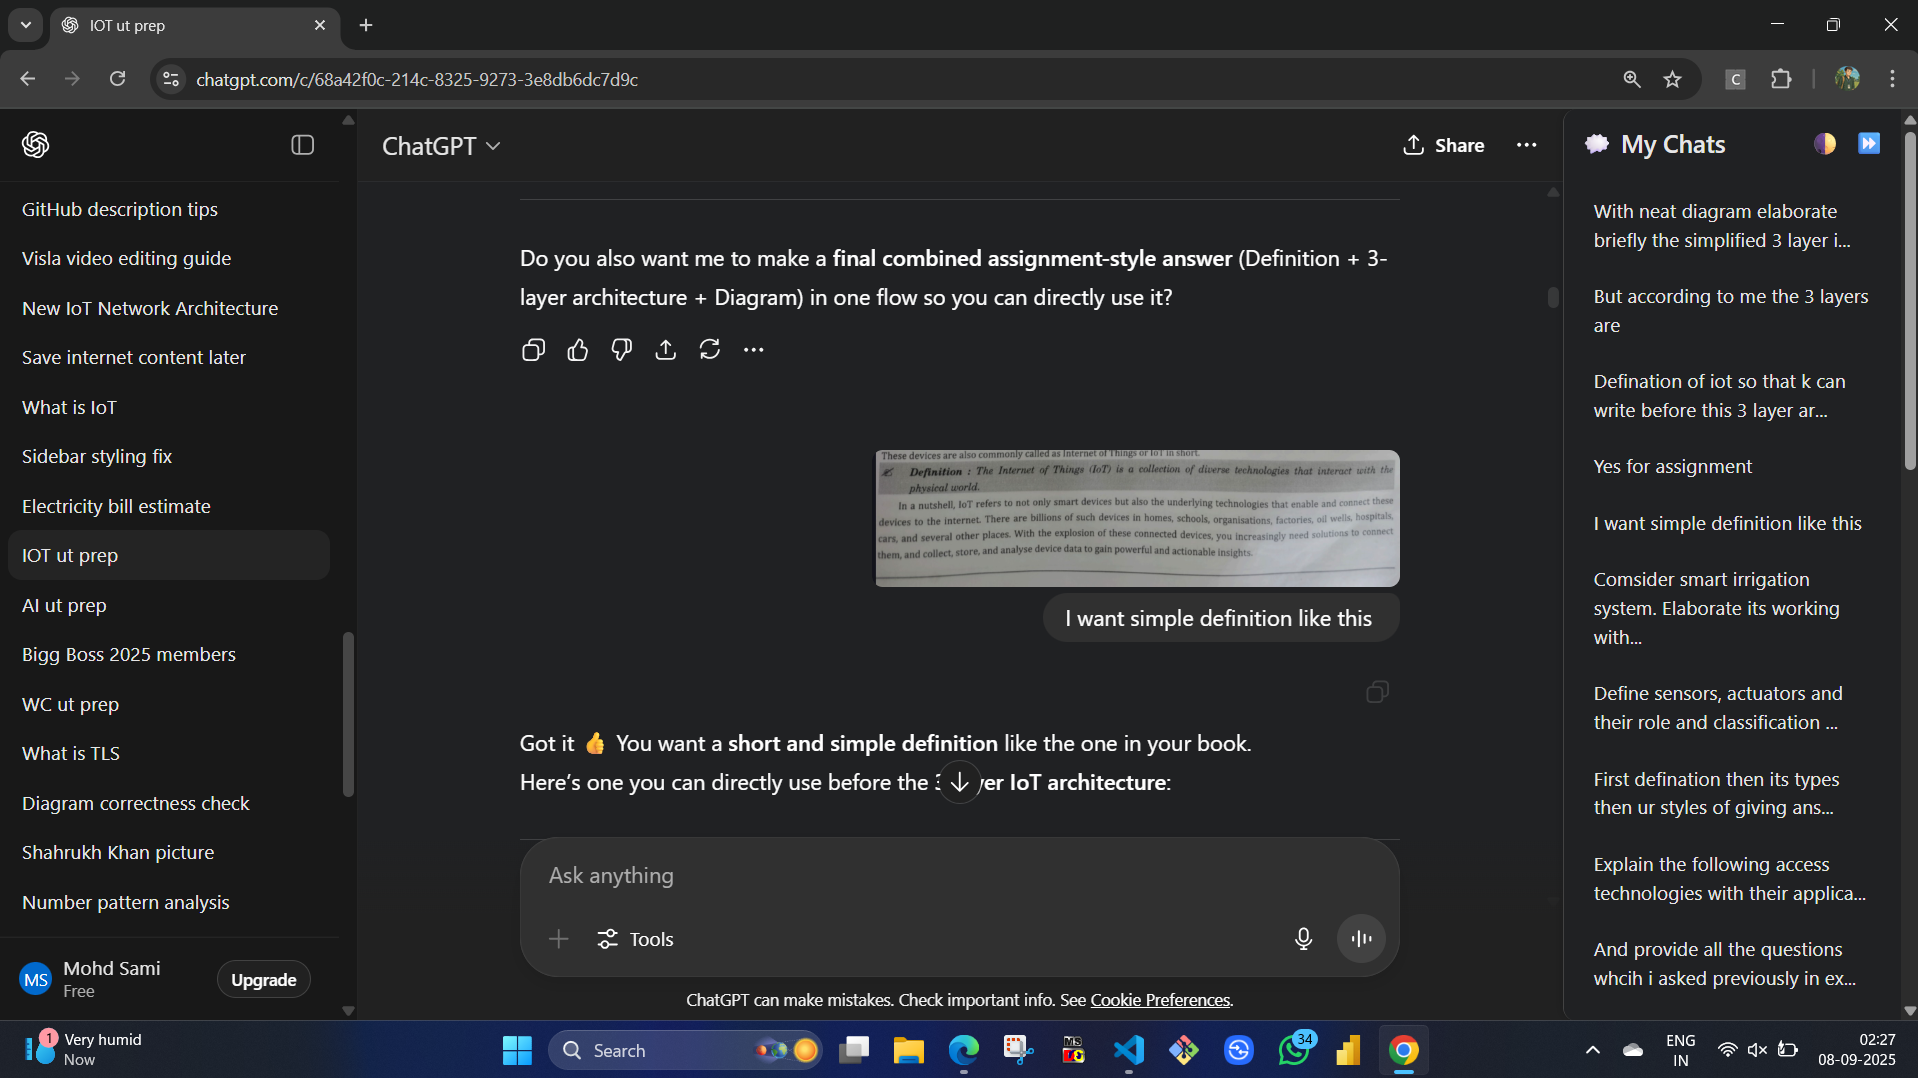 IOT ut prep
chatgpt.com/c/68a42f0c-214c-8325-9273-3e8db6dc7d9c
C
GitHub description tips
Visla video editing guide
New IoT Network Architecture
Save internet content later
What is IoT
Sidebar styling fix
Electricity bill estimate
IOT ut prep
AI ut prep
Bigg Boss 2025 members
WC ut prep
What is TLS
Diagram correctness check
Shahrukh Khan picture
Number pattern analysis
MS
Mohd Sami
Free
Upgrade
ChatGPT
Share
Do you also want me to make a final combined assignment-style answer (Definition + 3-
layer architecture + Diagram) in one flow so you can directly use it?
These devices are also commonly called as Internet of Things or IoT in short.
Definition : The Internet of Things (IoT) is a collection of diverse technologies that interact with the
physical world.
In a nutshell, IoT refers to not only smart devices but also the underlying technologies that enable and connect these
devices to the internet. There are billions of such devices in homes, schools, organisations, factories, oil wells, hospitals,
cars, and several other places. With the explosion of these connected devices, you increasingly need solutions to connect
them, and collect, store, and analyse device data to gain powerful and actionable insights.
I want simple definition like this
Got it 👍 You want a short and simple definition like the one in your book.
Here's one you can directly use before the yer IoT architecture:
Ask anything
Tools
ChatGPT can make mistakes. Check important info. See Cookie Preferences.
My Chats
With neat diagram elaborate
briefly the simplified 3 layer i...
But according to me the 3 layers
are
Defination of iot so that k can
write before this 3 layer ar...
Yes for assignment
I want simple definition like this
Comsider smart irrigation
system. Elaborate its working
with...
Define sensors, actuators and
their role and classification ...
First defination then its types
then ur styles of giving ans...
Explain the following access
technologies with their applica...
And provide all the questions
whcih i asked previously in ex...
1
Very humid
Now
Search
MS
34
ENG
IN
02:27
08-09-2025